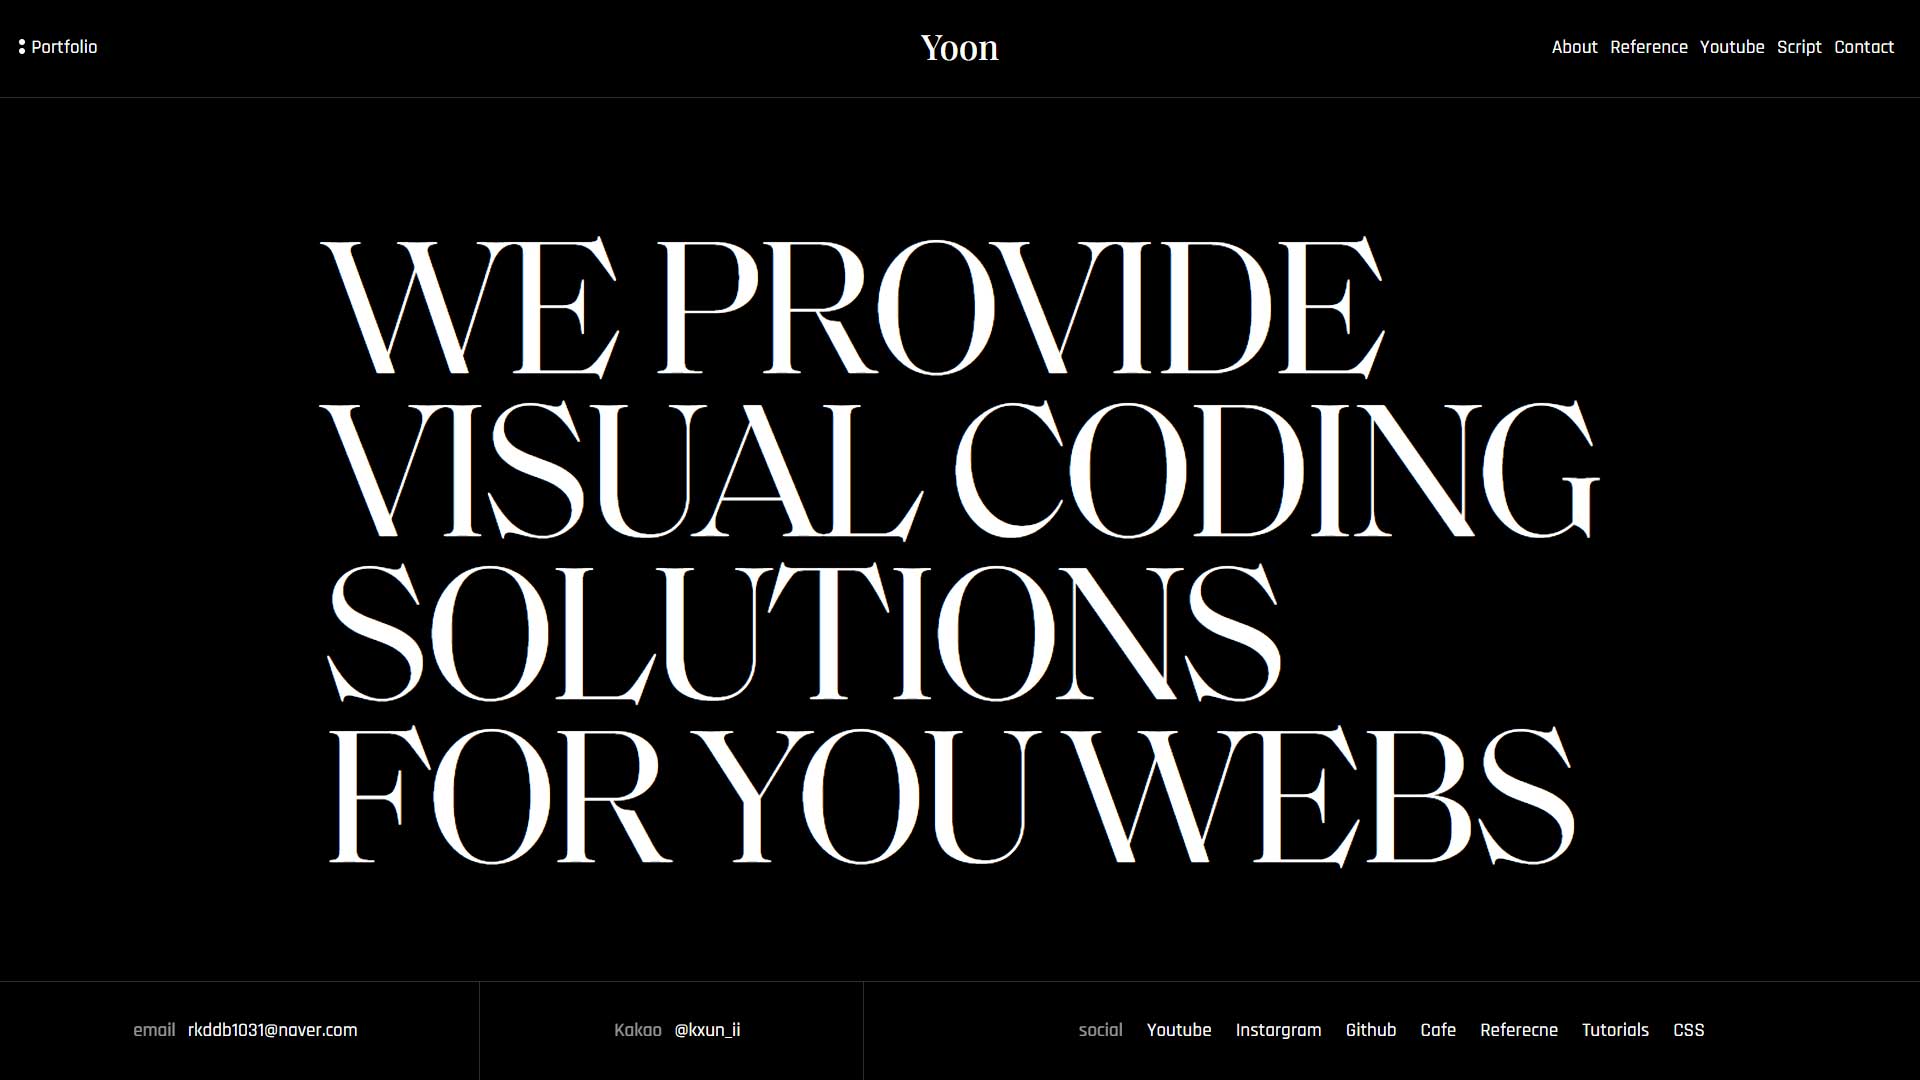 Portfolio
Yoon
About Reference Youtube Script Contact
WE PROVIDE
VISUAL CODING
SOLUTIONS
FOR YOU WEBS
email rkddb1031@naver.com
Kakao @kxun_ii
social Youtube Instargram Github Cafe Referecne Tutorials CSS